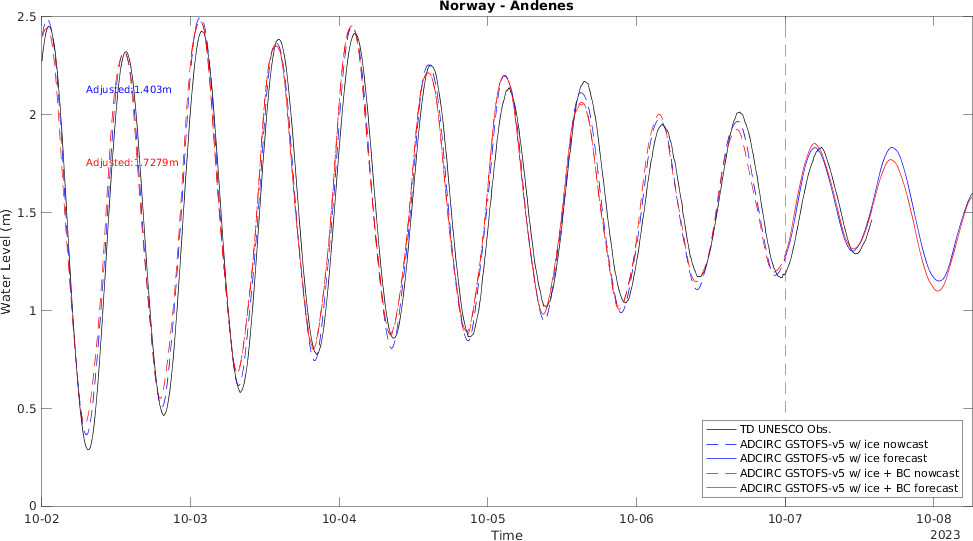 Norway - Andenes
2.5
2
1.5
1
0.5
0
Water Level (m)
Adjusted:1.403m
Adjusted:1.7279m
TD UNESCO Obs.
ADCIRC GSTOFS-v5 w/ ice nowcast
ADCIRC GSTOFS-v5 w/ ice forecast
ADCIRC GSTOFS-v5 w/ ice + BC nowcast
ADCIRC GSTOFS-v5 w/ ice + BC forecast
10-02 10-03 10-04 10-05 10-06 10-07 10-08
Time
2023